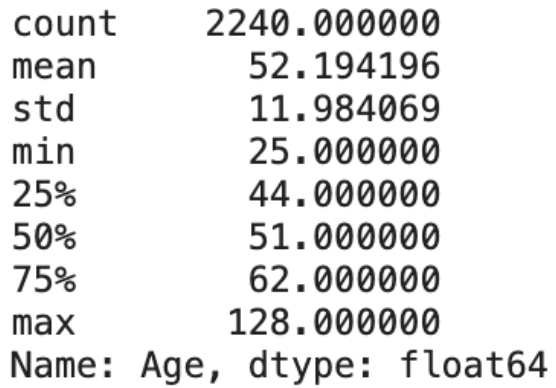 count    2240.000000
mean       52.194196
std        11.984069
min        25.000000
25%        44.000000
50%        51.000000
75%        62.000000
max       128.000000
Name: Age, dtype: float64